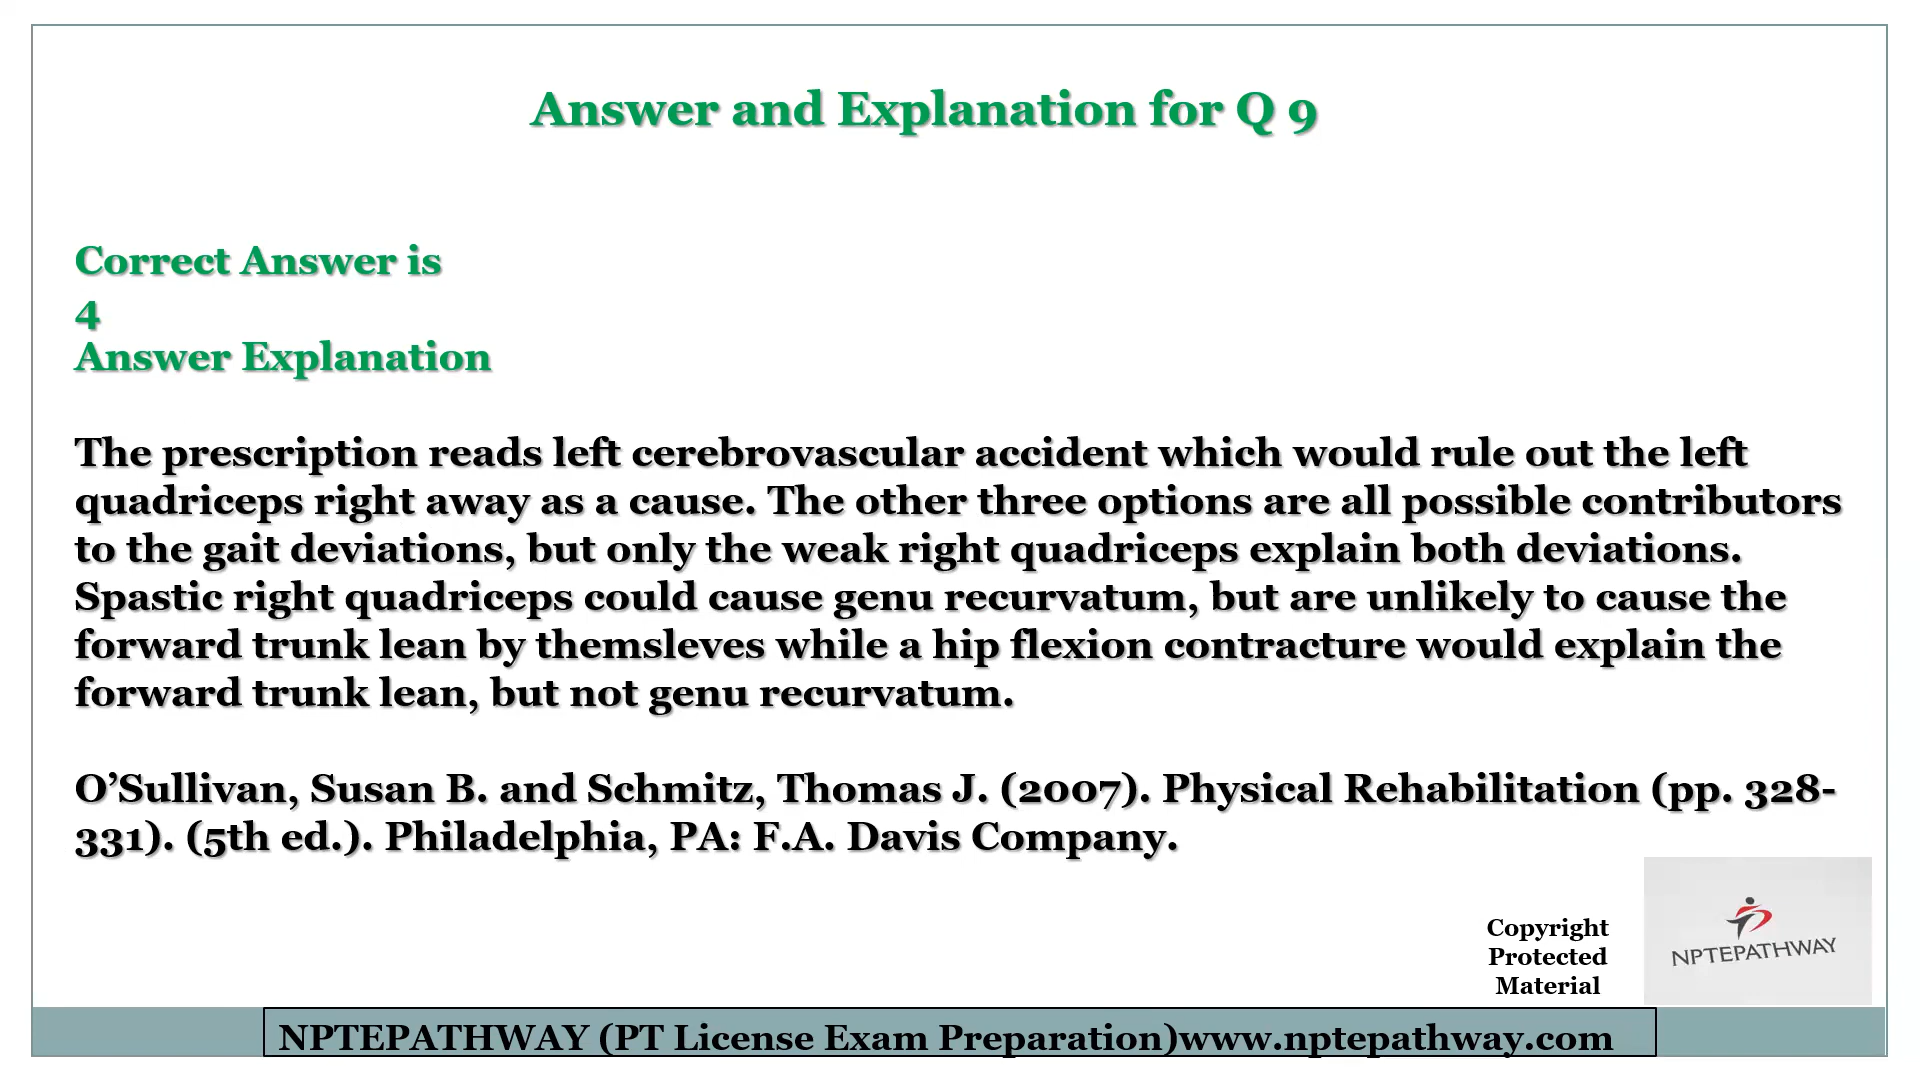 Answer and Explanation for Q 9
Correct Answer is
4
Answer Explanation
The prescription reads left cerebrovascular accident which would rule out the left
quadriceps right away as a cause. The other three options are all possible contributors
to the gait deviations, but only the weak right quadriceps explain both deviations.
Spastic right quadriceps could cause genu recurvatum, but are unlikely to cause the
forward trunk lean by themsleves while a hip flexion contracture would explain the
forward trunk lean, but not genu recurvatum.
O’Sullivan, Susan B. and Schmitz, Thomas J. (2007). Physical Rehabilitation (pp. 328-
331). (5th ed.). Philadelphia, PA: F.A. Davis Company.
Copyright
Protected
Material
NPTEPATHWAY
NPTEPATHWAY (PT License Exam Preparation)www.nptepathway.com